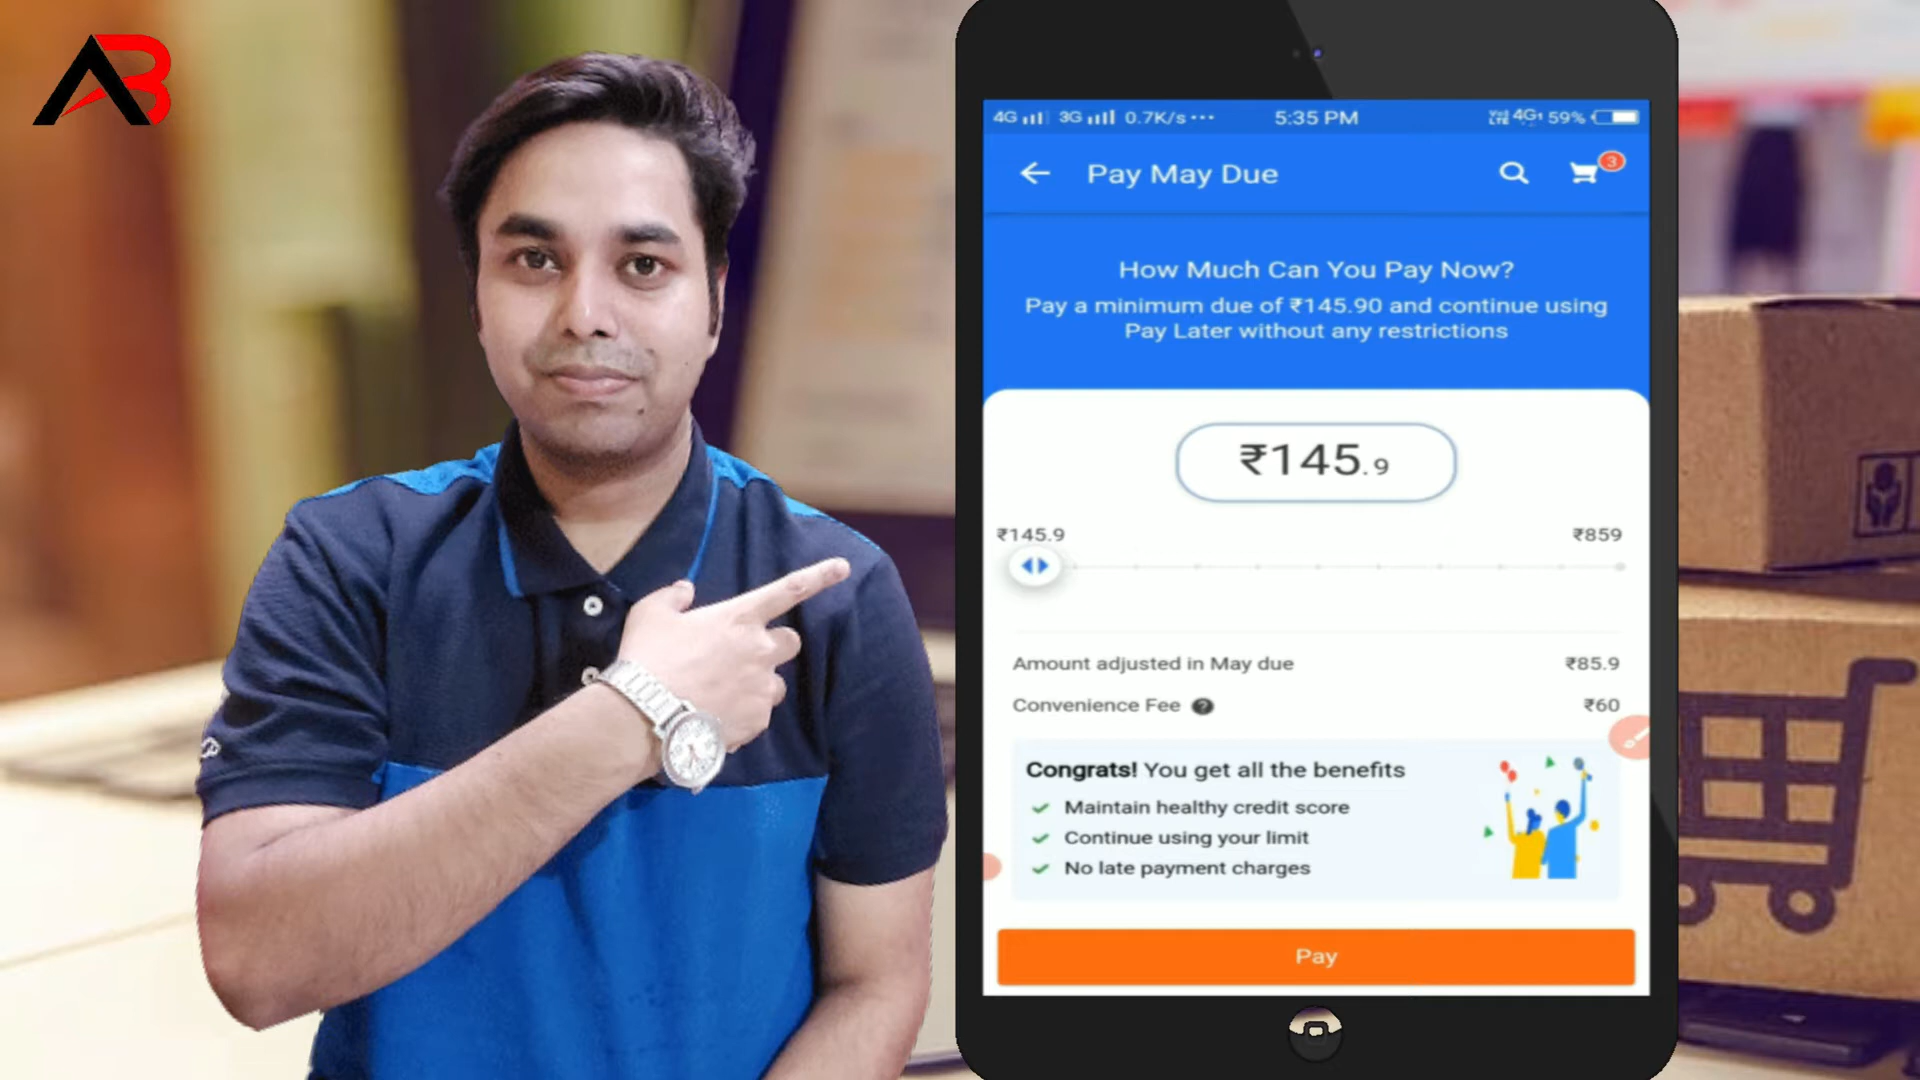 AB
4G 3G 0.7K/s ··· 5:35 PM 4G 59%
Pay May Due 3
How Much Can You Pay Now?
Pay a minimum due of ₹145.90 and continue using
Pay Later without any restrictions
₹145.9
₹145.9 ₹859
Amount adjusted in May due ₹85.9
Convenience Fee ? ₹60
Congrats! You get all the benefits
✓ Maintain healthy credit score
✓ Continue using your limit
✓ No late payment charges
Pay